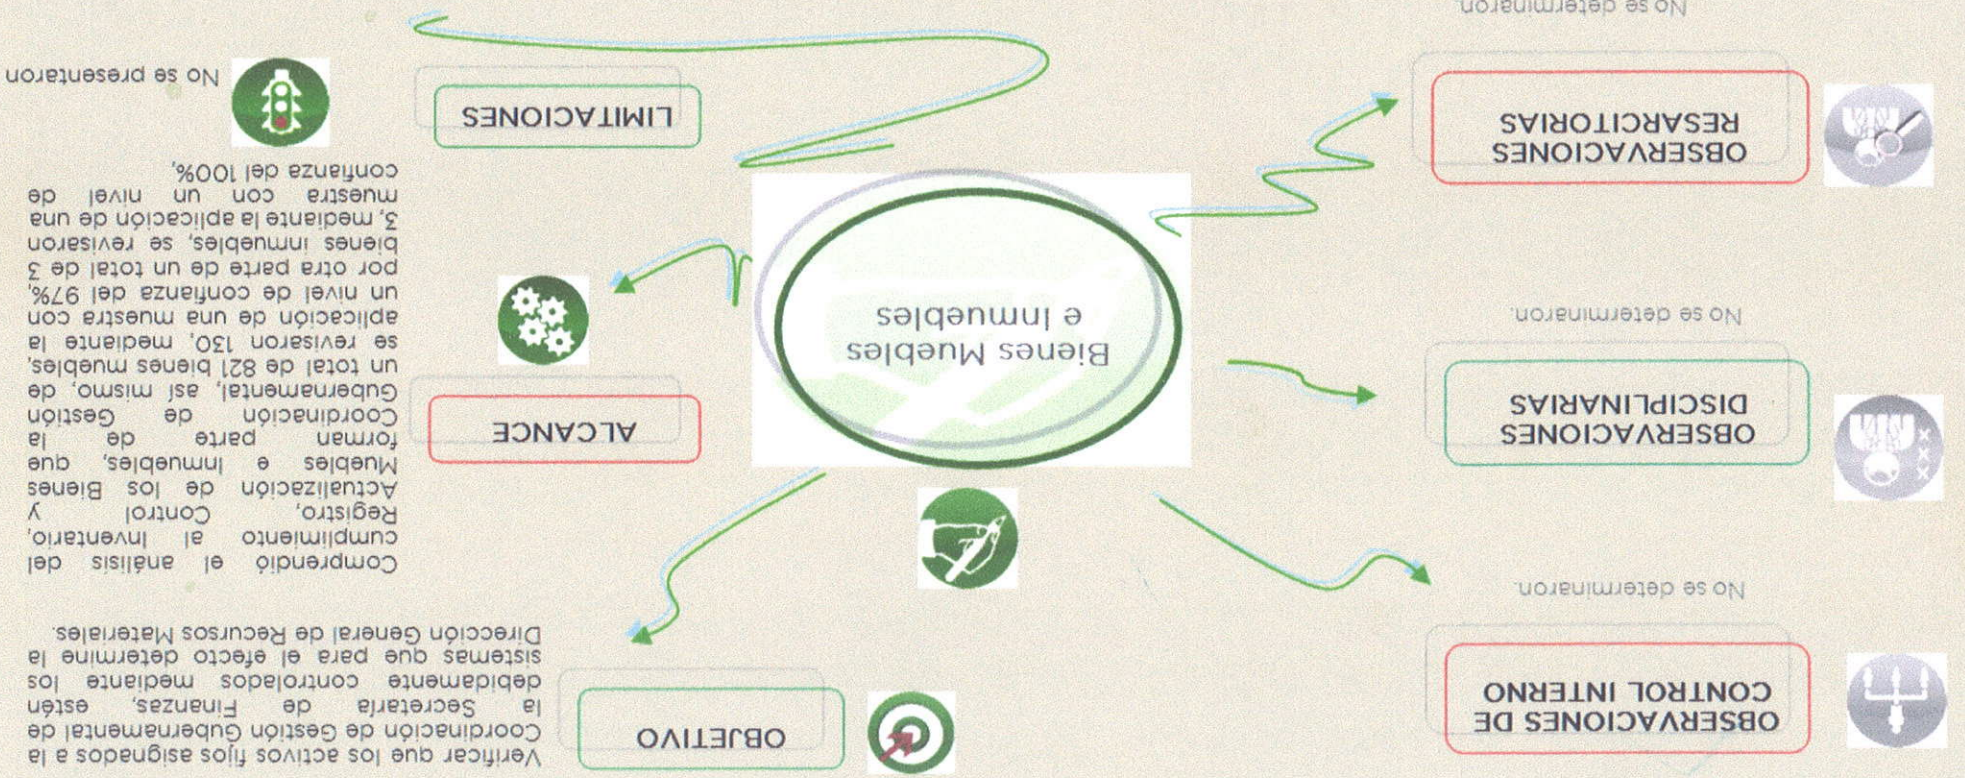 OBSERVACIONES DE
CONTROL INTERNO
No se determinaron.
OBSERVACIONES
DISCIPLINARIAS
No se determinaron.
OBSERVACIONES
RESARCITORIAS
No se determinaron.
Bienes Muebles
e Inmuebles
OBJETIVO
Verificar que los activos fijos asignados a la
Coordinación de Gestión Gubernamental de
la Secretaría de Finanzas, estén
debidamente controlados mediante los
sistemas que para el efecto determine la
Dirección General de Recursos Materiales.
ALCANCE
Comprendió el análisis del
cumplimiento al Inventario,
Registro, Control y
Actualización de los Bienes
Muebles e Inmuebles, que
forman parte de la
Coordinación de Gestión
Gubernamental, así mismo, de
un total de 821 bienes muebles,
se revisaron 130, mediante la
aplicación de una muestra con
un nivel de confianza del 97%,
por otra parte de un total de 3
bienes inmuebles, se revisaron
3, mediante la aplicación de una
muestra con un nivel de
confianza del 100%,
LIMITACIONES
No se presentaron